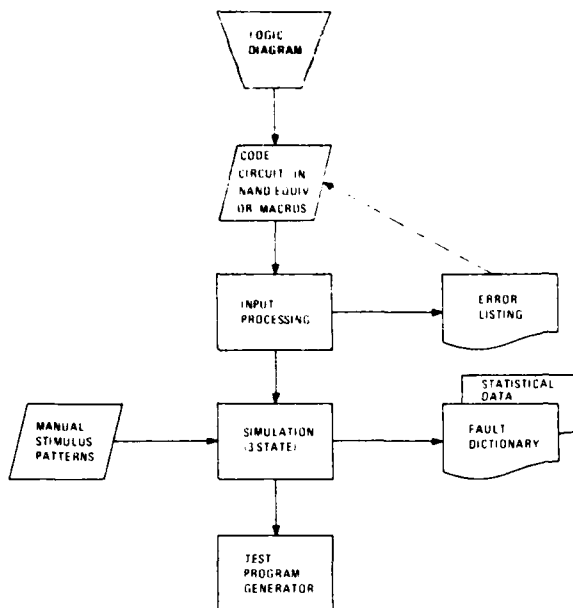 LOGIC
DIAGRAM
CODE
CIRCUIT IN
NAND EQUIV
OR MACROS
INPUT
PROCESSING
ERROR
LISTING
STATISTICAL
DATA
MANUAL
STIMULUS
PATTERNS
SIMULATION
(3 STATE)
FAULT
DICTIONARY
TEST
PROGRAM
GENERATOR